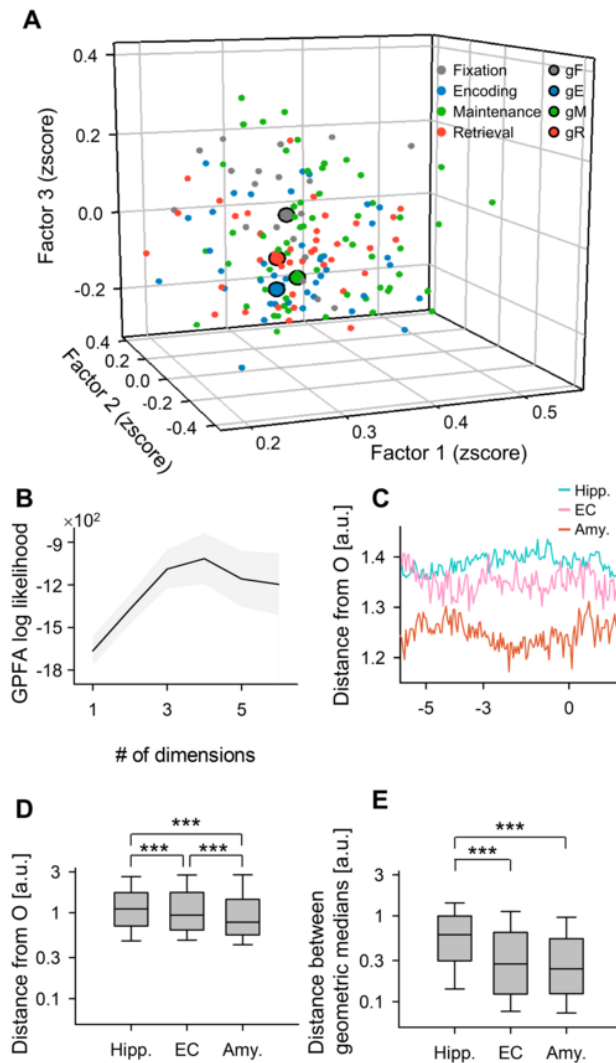 A
Fixation gF
Encoding gE
Maintenance gM
Retrieval gR
Factor 3 (zscore)
0.4
0.2
0.0
-0.2
0.4
0.2
0.0
-0.2
-0.4
Factor 2 (zscore)
0.2
0.3
0.4
0.5
Factor 1 (zscore)
B
×10²
GPFA log likelihood
-9
-12
-15
-18
1 3 5
# of dimensions
C
Hipp.
EC
Amy.
Distance from O [a.u.]
1.4
1.3
1.2
-5 -3 0
D
Distance from O [a.u.]
3
1
0.3
0.1
*** 
*** ***
Hipp. EC Amy.
E
Distance between
geometric medians [a.u.]
3
1
0.3
0.1
***
***
Hipp. EC Amy.